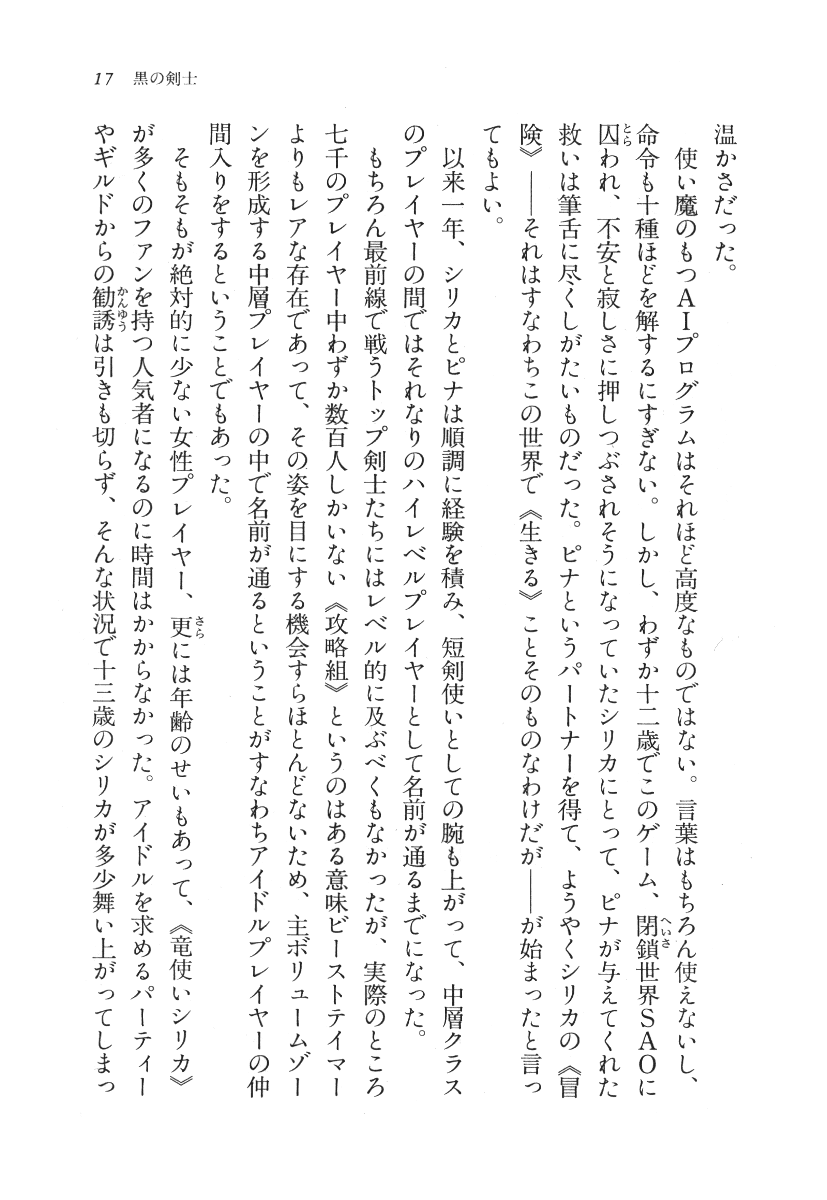 17 黒の剣士
温かさだった。
使い魔のもつＡＩプログラムはそれほど高度なものではない。言葉はもちろん使えないし、
命令も十種ほどを解するにすぎない。しかし、わずか十二歳でこのゲーム、閉鎖世界ＳＡＯに
囚われ、不安と寂しさに押しつぶされそうになっていたシリカにとって、ピナが与えてくれた
救いは筆舌に尽くしがたいものだった。ピナというパートナーを得て、ようやくシリカの《冒
険》――それはすなわちこの世界で《生きる》ことそのものなわけだが――が始まったと言っ
てもよい。
以来一年、シリカとピナは順調に経験を積み、短剣使いとしての腕も上がって、中層クラス
のプレイヤーの間ではそれなりのハイレベルプレイヤーとして名前が通るまでになった。
もちろん最前線で戦うトップ剣士たちにはレベル的に及ぶべくもなかったが、実際のところ
七千のプレイヤー中わずか数百人しかいない《攻略組》というのはある意味ビーストテイマー
よりもレアな存在であって、その姿を目にする機会すらほとんどないため、主ボリュームゾー
ンを形成する中層プレイヤーの中で名前が通るということがすなわちアイドルプレイヤーの仲
間入りをするということでもあった。
そもそもが絶対的に少ない女性プレイヤー、更には年齢のせいもあって、《竜使いシリカ》
が多くのファンを持つ人気者になるのに時間はかからなかった。アイドルを求めるパーティー
やギルドからの勧誘は引きも切らず、そんな状況で十三歳のシリカが多少舞い上がってしまっ